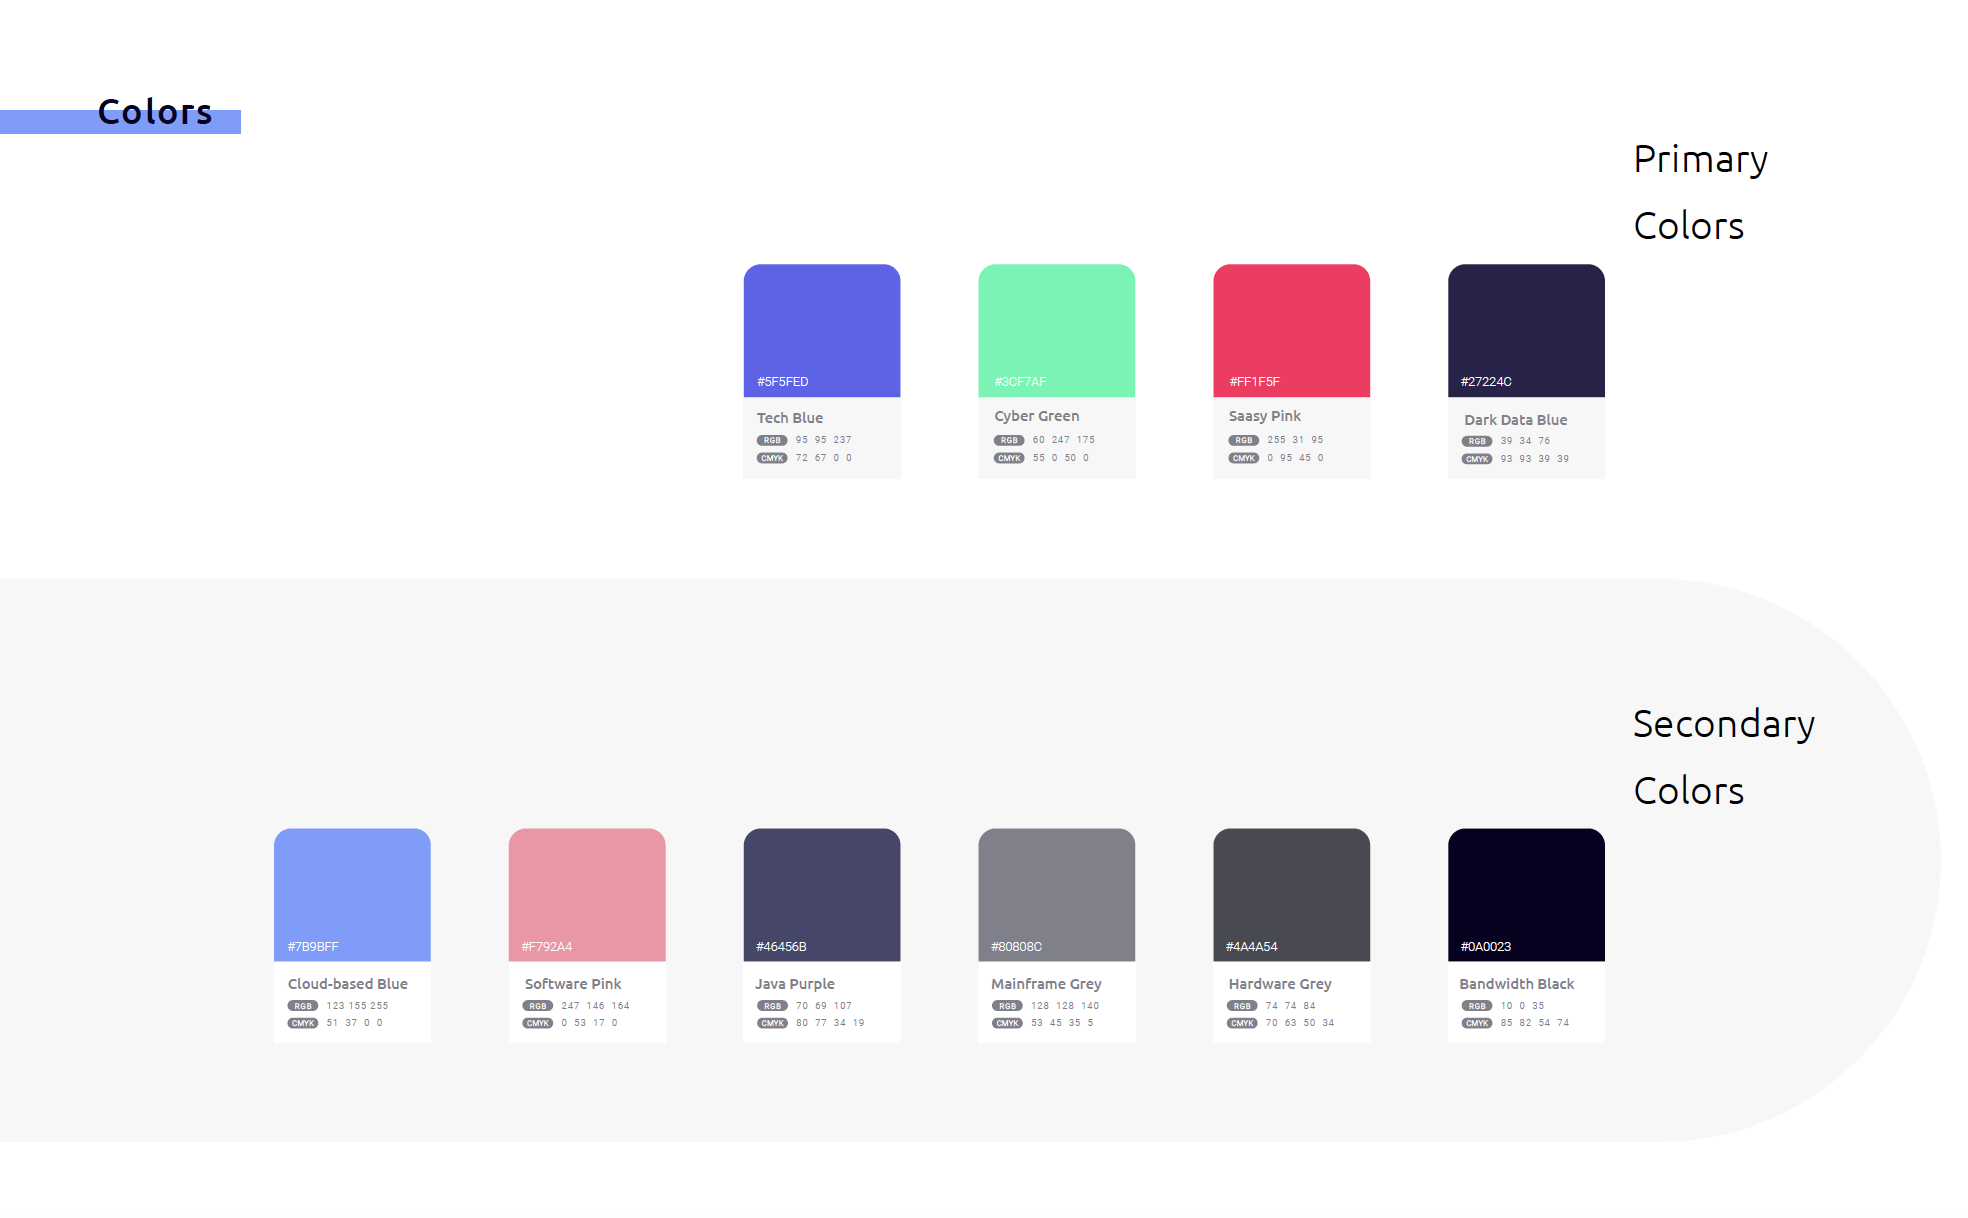 Colors
Primary
Colors
#5F5FED
Tech Blue
RGB 95 95 237
CMYK 72 67 0 0
#3CF7AF
Cyber Green
RGB 60 247 175
CMYK 55 0 50 0
#FF1F5F
Saasy Pink
RGB 255 31 95
CMYK 0 95 45 0
#27224C
Dark Data Blue
RGB 39 34 76
CMYK 93 93 39 39
Secondary
Colors
#7B9BFF
Cloud-based Blue
RGB 123 155 255
CMYK 51 37 0 0
#F792A4
Software Pink
RGB 247 146 164
CMYK 0 53 17 0
#46456B
Java Purple
RGB 70 69 107
CMYK 80 77 34 19
#80808C
Mainframe Grey
RGB 128 128 140
CMYK 53 45 35 5
#4A4A54
Hardware Grey
RGB 74 74 84
CMYK 70 63 50 34
#0A0023
Bandwidth Black
RGB 10 0 35
CMYK 85 82 54 74